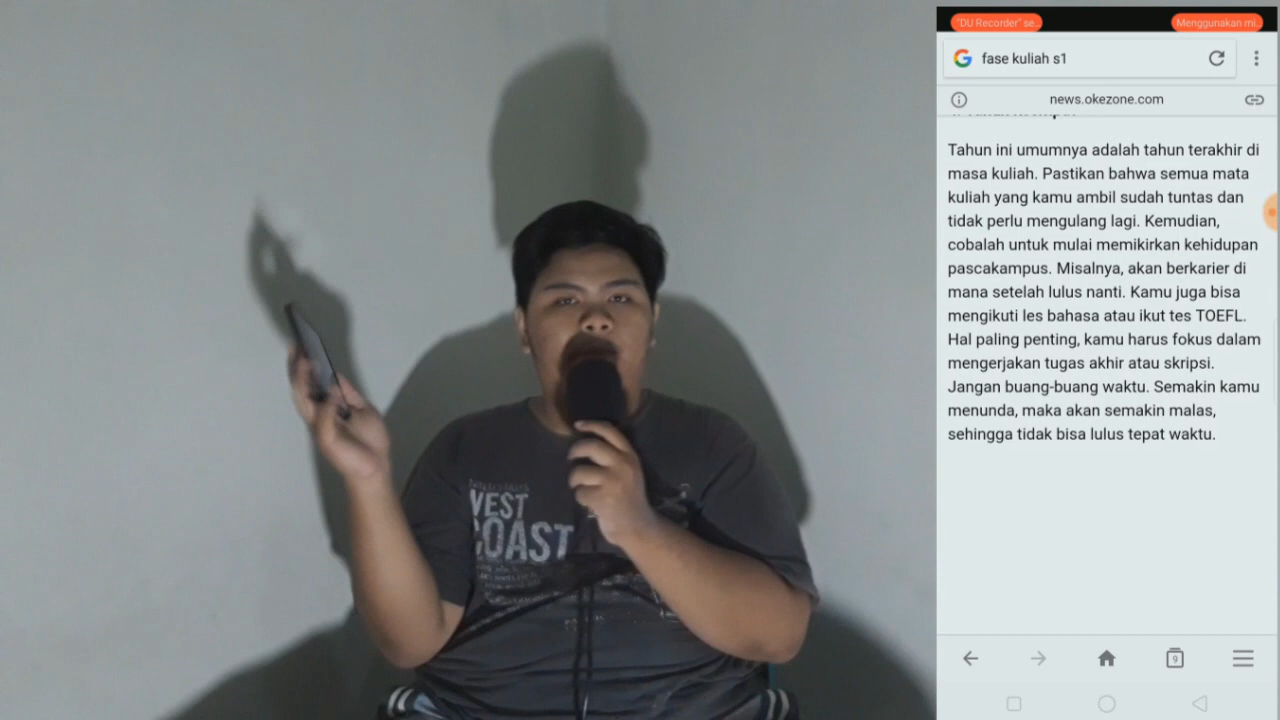 "DU Recorder" se..
Menggunakan mi..
fase kuliah s1
news.okezone.com
Tahun ini umumnya adalah tahun terakhir di
masa kuliah. Pastikan bahwa semua mata
kuliah yang kamu ambil sudah tuntas dan
tidak perlu mengulang lagi. Kemudian,
cobalah untuk mulai memikirkan kehidupan
pascakampus. Misalnya, akan berkarier di
mana setelah lulus nanti. Kamu juga bisa
mengikuti les bahasa atau ikut tes TOEFL.
Hal paling penting, kamu harus fokus dalam
mengerjakan tugas akhir atau skripsi.
Jangan buang-buang waktu. Semakin kamu
menunda, maka akan semakin malas,
sehingga tidak bisa lulus tepat waktu.
9
WEST
COAST